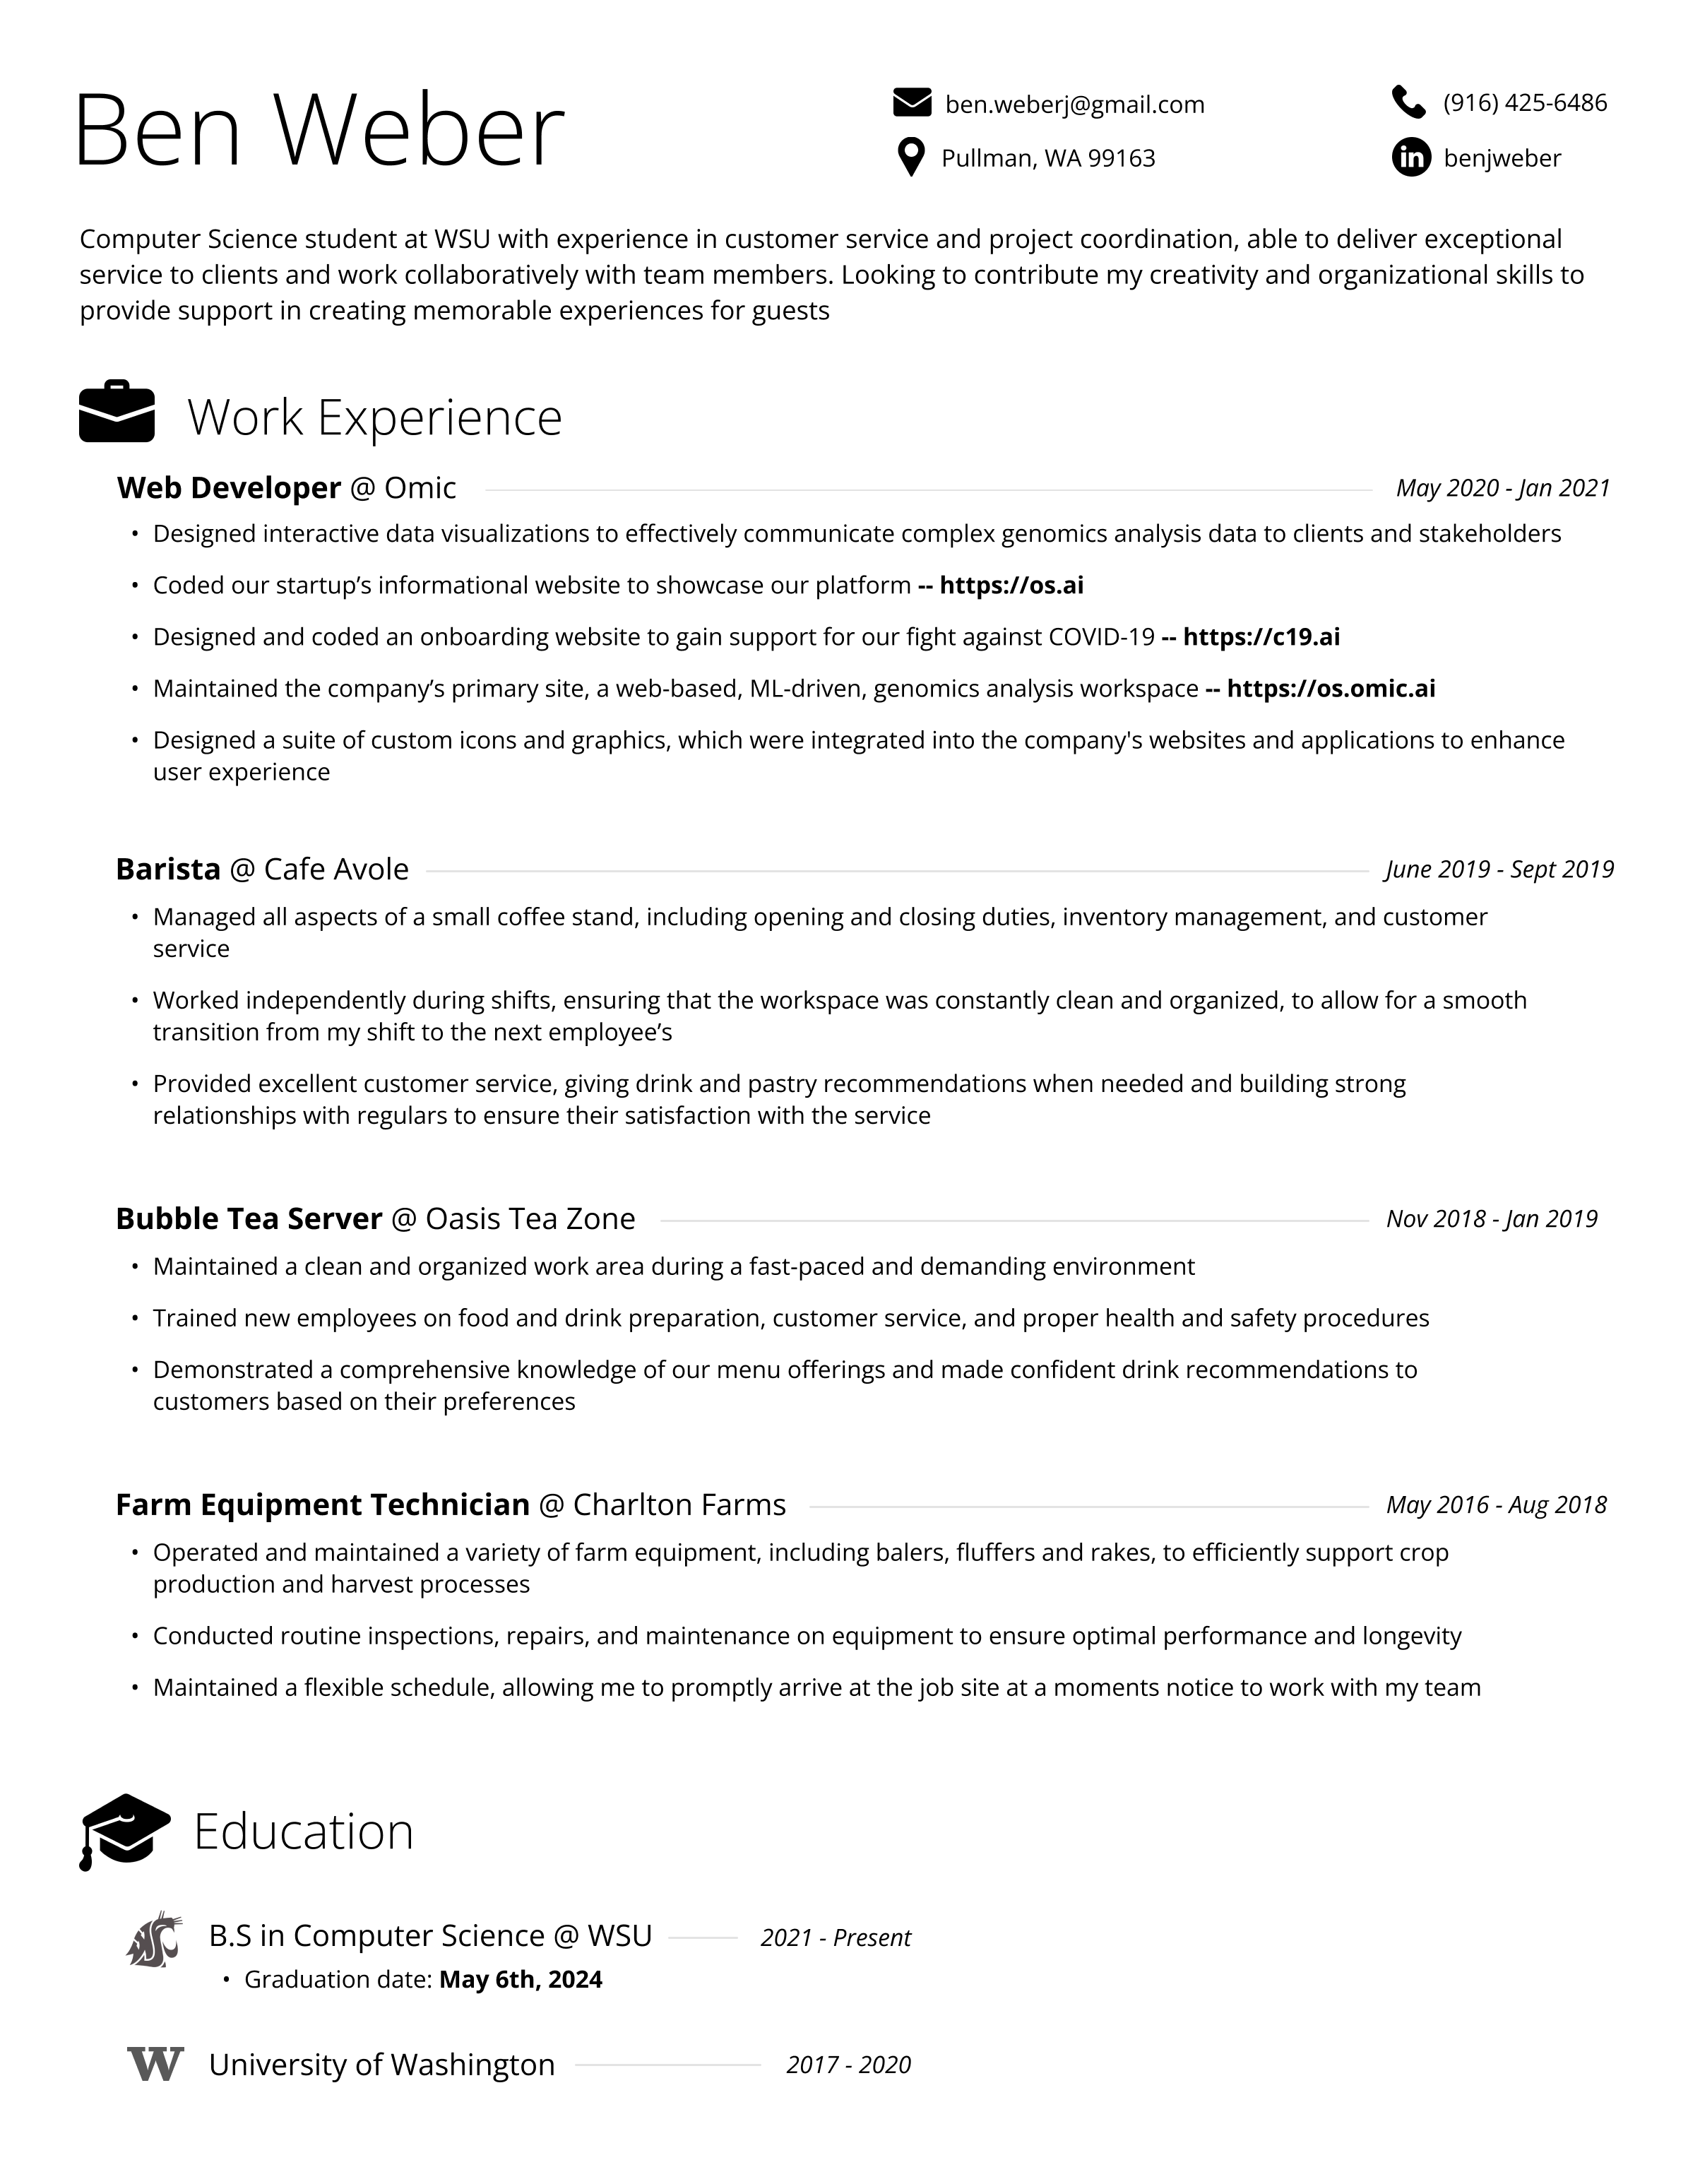 Ben Weber
ben.weberj@gmail.com
(916) 425-6486
Pullman, WA 99163
in benjweber
Computer Science student at WSU with experience in customer service and project coordination, able to deliver exceptional
service to clients and work collaboratively with team members. Looking to contribute my creativity and organizational skills to
provide support in creating memorable experiences for guests
Work Experience
Web Developer @ Omic
May 2020 - Jan 2021
• Designed interactive data visualizations to effectively communicate complex genomics analysis data to clients and stakeholders
• Coded our startup’s informational website to showcase our platform -- https://os.ai
• Designed and coded an onboarding website to gain support for our fight against COVID-19 -- https://c19.ai
• Maintained the company’s primary site, a web-based, ML-driven, genomics analysis workspace -- https://os.omic.ai
• Designed a suite of custom icons and graphics, which were integrated into the company's websites and applications to enhance
user experience
Barista @ Cafe Avole
June 2019 - Sept 2019
• Managed all aspects of a small coffee stand, including opening and closing duties, inventory management, and customer
service
• Worked independently during shifts, ensuring that the workspace was constantly clean and organized, to allow for a smooth
transition from my shift to the next employee’s
• Provided excellent customer service, giving drink and pastry recommendations when needed and building strong
relationships with regulars to ensure their satisfaction with the service
Bubble Tea Server @ Oasis Tea Zone
Nov 2018 - Jan 2019
• Maintained a clean and organized work area during a fast-paced and demanding environment
• Trained new employees on food and drink preparation, customer service, and proper health and safety procedures
• Demonstrated a comprehensive knowledge of our menu offerings and made confident drink recommendations to
customers based on their preferences
Farm Equipment Technician @ Charlton Farms
May 2016 - Aug 2018
• Operated and maintained a variety of farm equipment, including balers, fluffers and rakes, to efficiently support crop
production and harvest processes
• Conducted routine inspections, repairs, and maintenance on equipment to ensure optimal performance and longevity
• Maintained a flexible schedule, allowing me to promptly arrive at the job site at a moments notice to work with my team
Education
B.S in Computer Science @ WSU
2021 - Present
• Graduation date: May 6th, 2024
W University of Washington
2017 - 2020